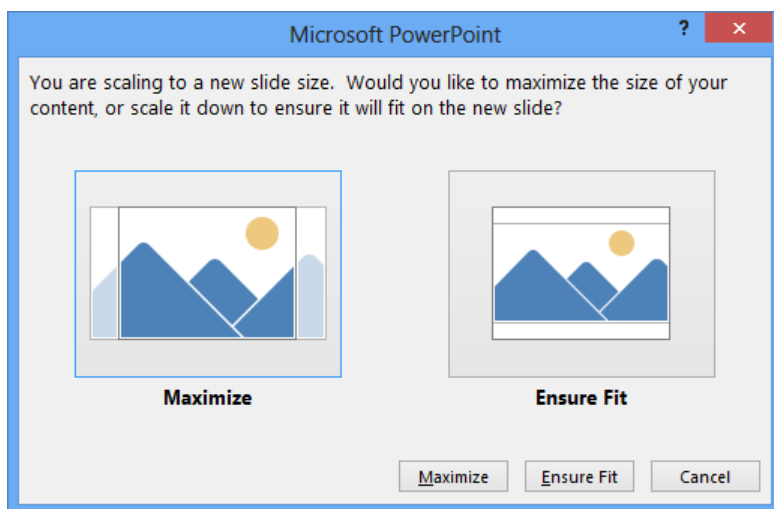 Microsoft PowerPoint
?
You are scaling to a new slide size. Would you like to maximize the size of your
content, or scale it down to ensure it will fit on the new slide?
Maximize
Ensure Fit
Maximize
Ensure Fit
Cancel